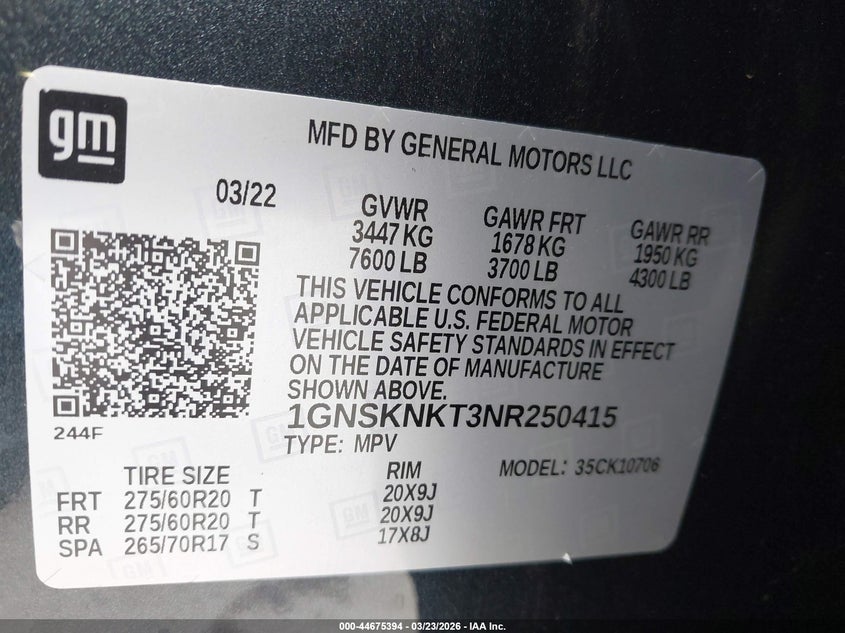 gm
MFD BY GENERAL MOTORS LLC
03/22
GVWR GAWR FRT GAWR RR
3447 KG 1678 KG 1950 KG
7600 LB 3700 LB 4300 LB
THIS VEHICLE CONFORMS TO ALL
APPLICABLE U.S. FEDERAL MOTOR
VEHICLE SAFETY STANDARDS IN EFFECT
ON THE DATE OF MANUFACTURE
SHOWN ABOVE.
1GNSKNKT3NR250415
244F
TYPE: MPV
TIRE SIZE RIM MODEL: 35CK10706
FRT 275/60R20 T 20X9J
RR 275/60R20 T 20X9J
SPA 265/70R17 S 17X8J
000-44675394 - 03/23/2026 - IAA Inc.